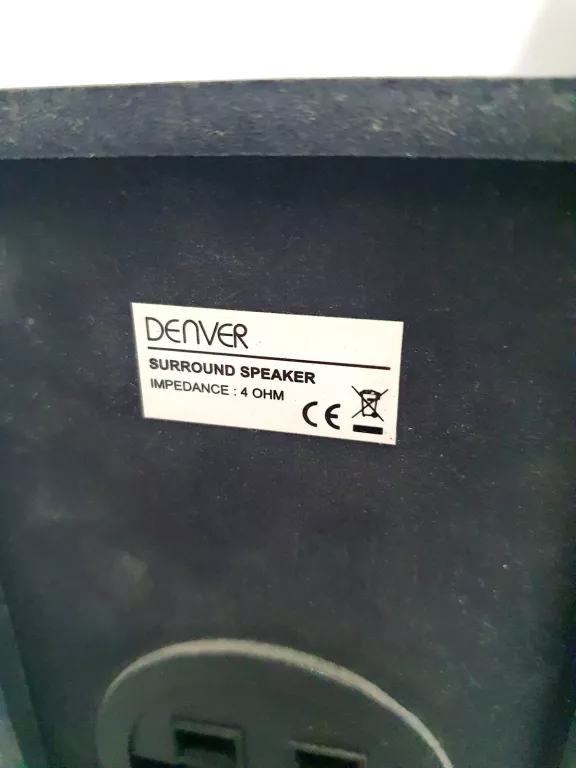 DENVER
SURROUND SPEAKER
IMPEDANCE : 4 OHM
CE